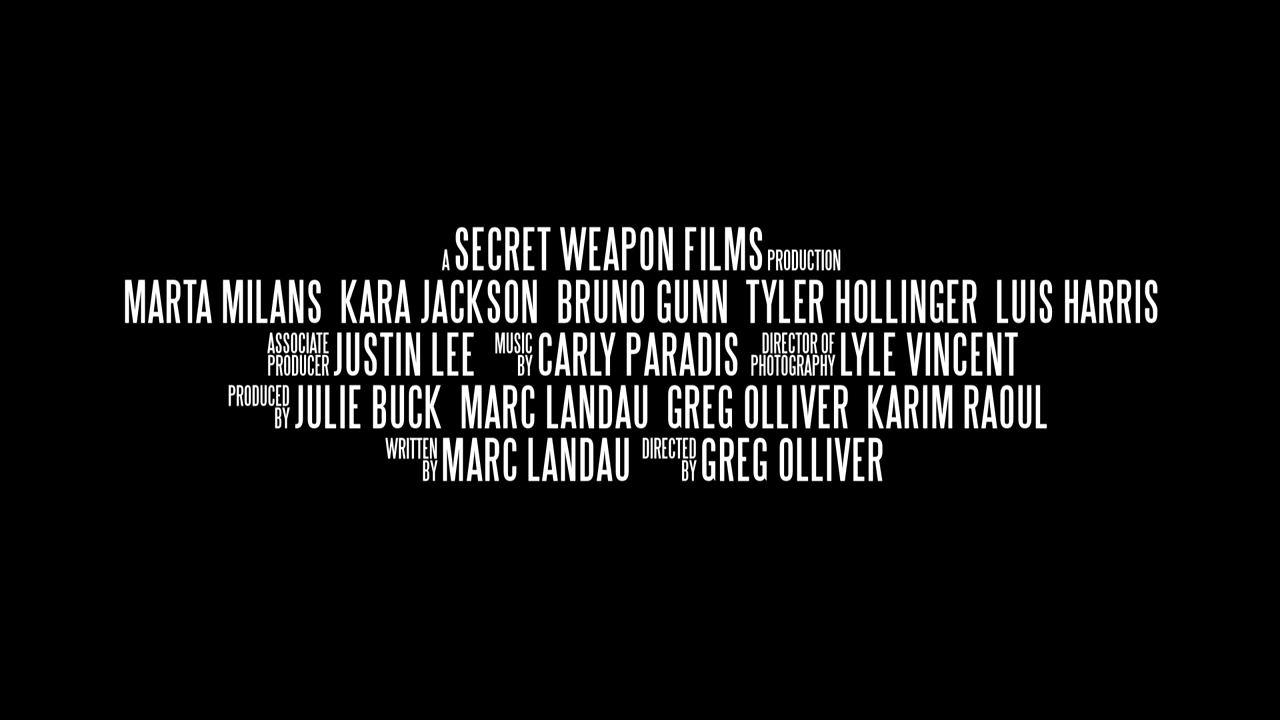 A SECRET WEAPON FILMS PRODUCTION
MARTA MILANS KARA JACKSON BRUNO GUNN TYLER HOLLINGER LUIS HARRIS
ASSOCIATE PRODUCER JUSTIN LEE MUSIC BY CARLY PARADIS DIRECTOR OF PHOTOGRAPHY LYLE VINCENT
PRODUCED BY JULIE BUCK MARC LANDAU GREG OLLIVER KARIM RAOUL
WRITTEN BY MARC LANDAU DIRECTED BY GREG OLLIVER